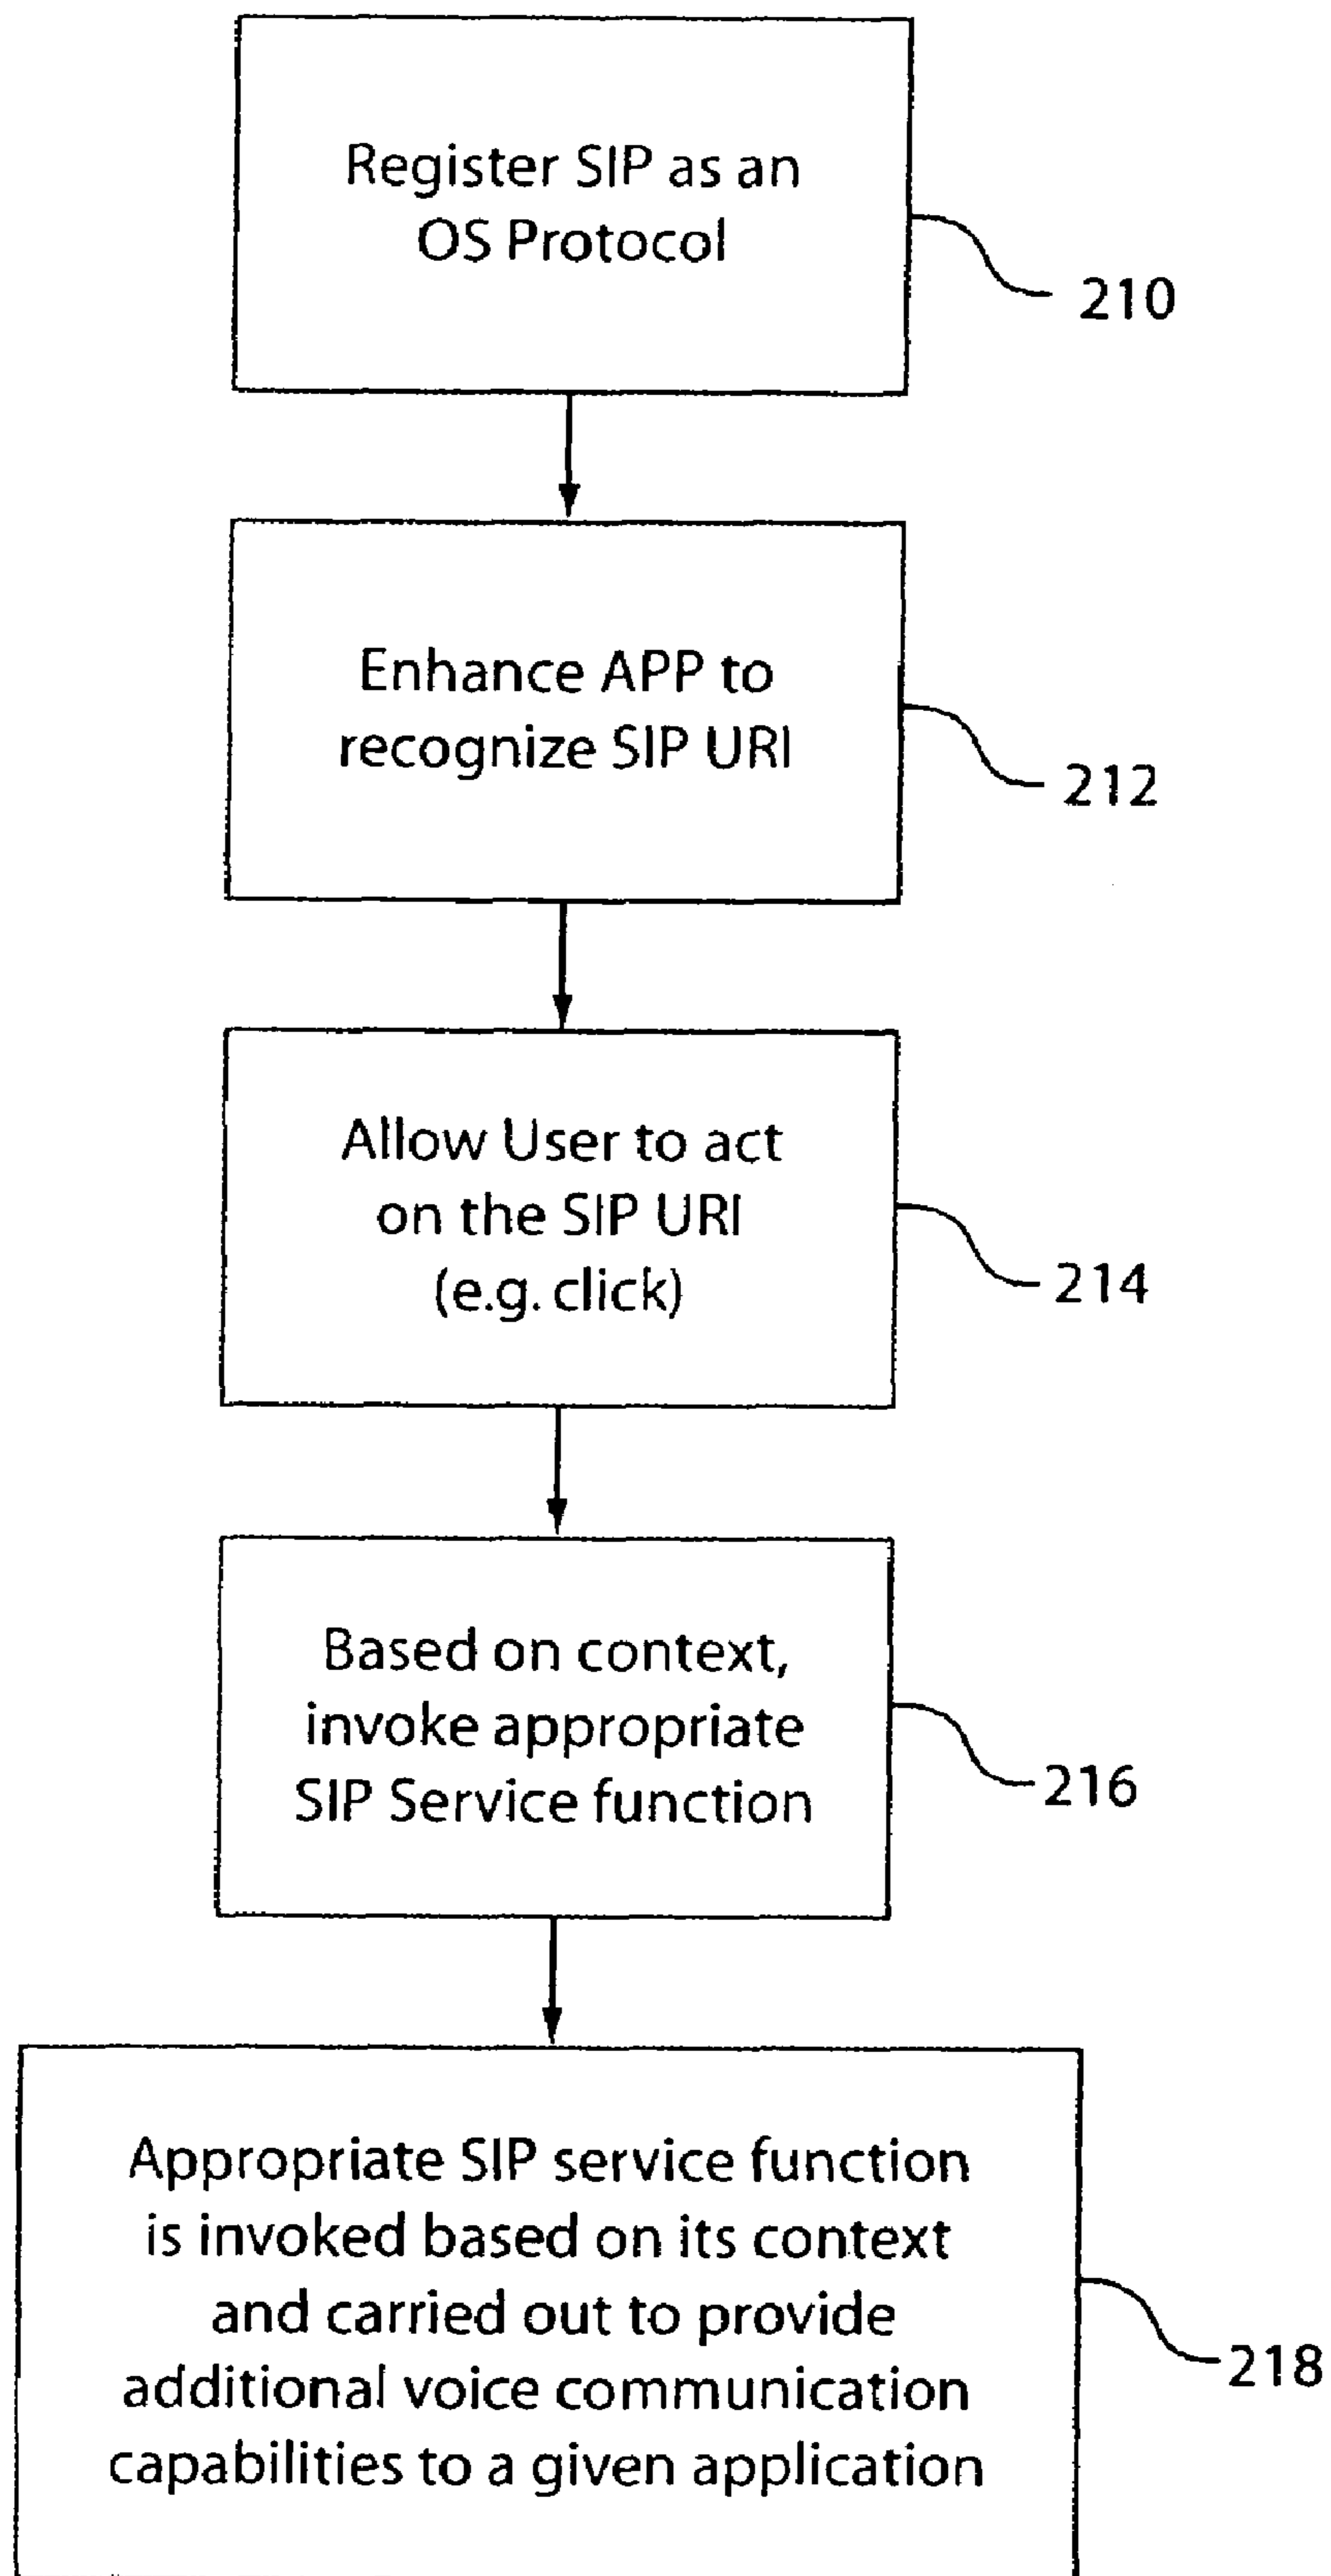 Register SIP as an
OS Protocol
210
Enhance APP to
recognize SIP URI
212
Allow User to act
on the SIP URI
(e.g. click)
214
Based on context,
invoke appropriate
SIP Service function
216
Appropriate SIP service function
is invoked based on its context
and carried out to provide
additional voice communication
capabilities to a given application
218